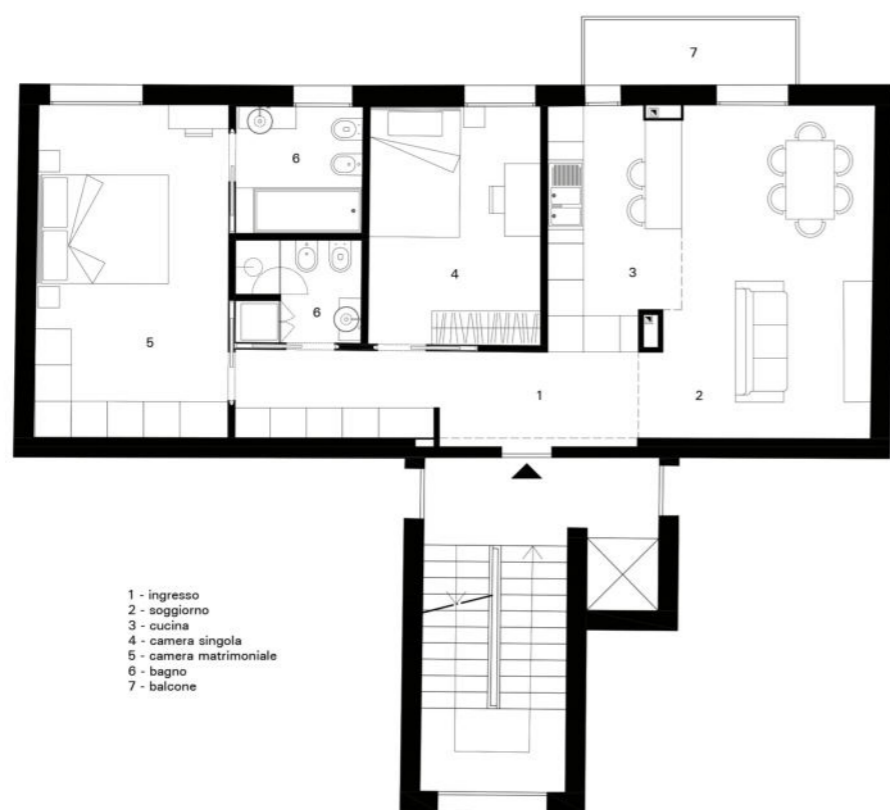 7
6
6
5
4
3
1
2
1 - ingresso
2 - soggiorno
3 - cucina
4 - camera singola
5 - camera matrimoniale
6 - bagno
7 - balcone